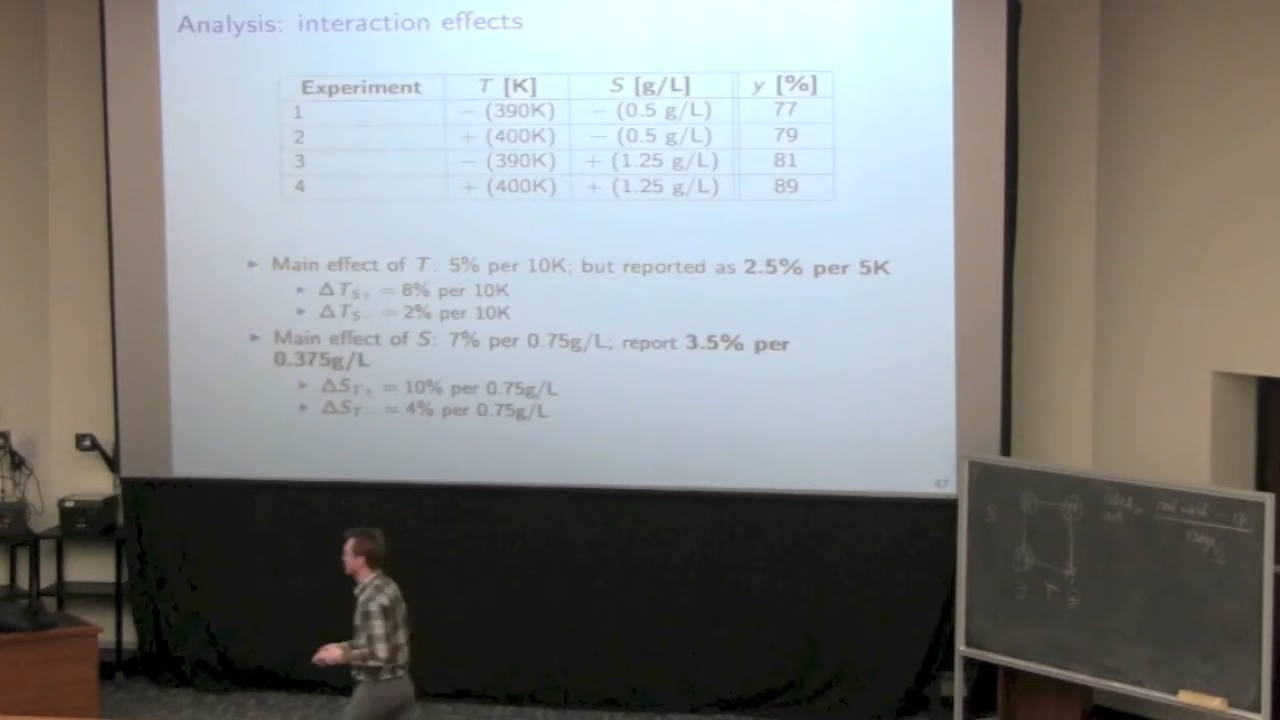 Analysis: interaction effects
Experiment T [K] S [g/L] y [%]
1 − (390K) − (0.5 g/L) 77
2 + (400K) − (0.5 g/L) 79
3 − (390K) + (1.25 g/L) 81
4 + (400K) + (1.25 g/L) 89
▸ Main effect of T: 5% per 10K; but reported as 2.5% per 5K
▸ ΔT_S+ = 8% per 10K
▸ ΔT_S− = 2% per 10K
▸ Main effect of S: 7% per 0.75g/L; report 3.5% per
0.375g/L
▸ ΔS_T+ = 10% per 0.75g/L
▸ ΔS_T− = 4% per 0.75g/L
47
S
T